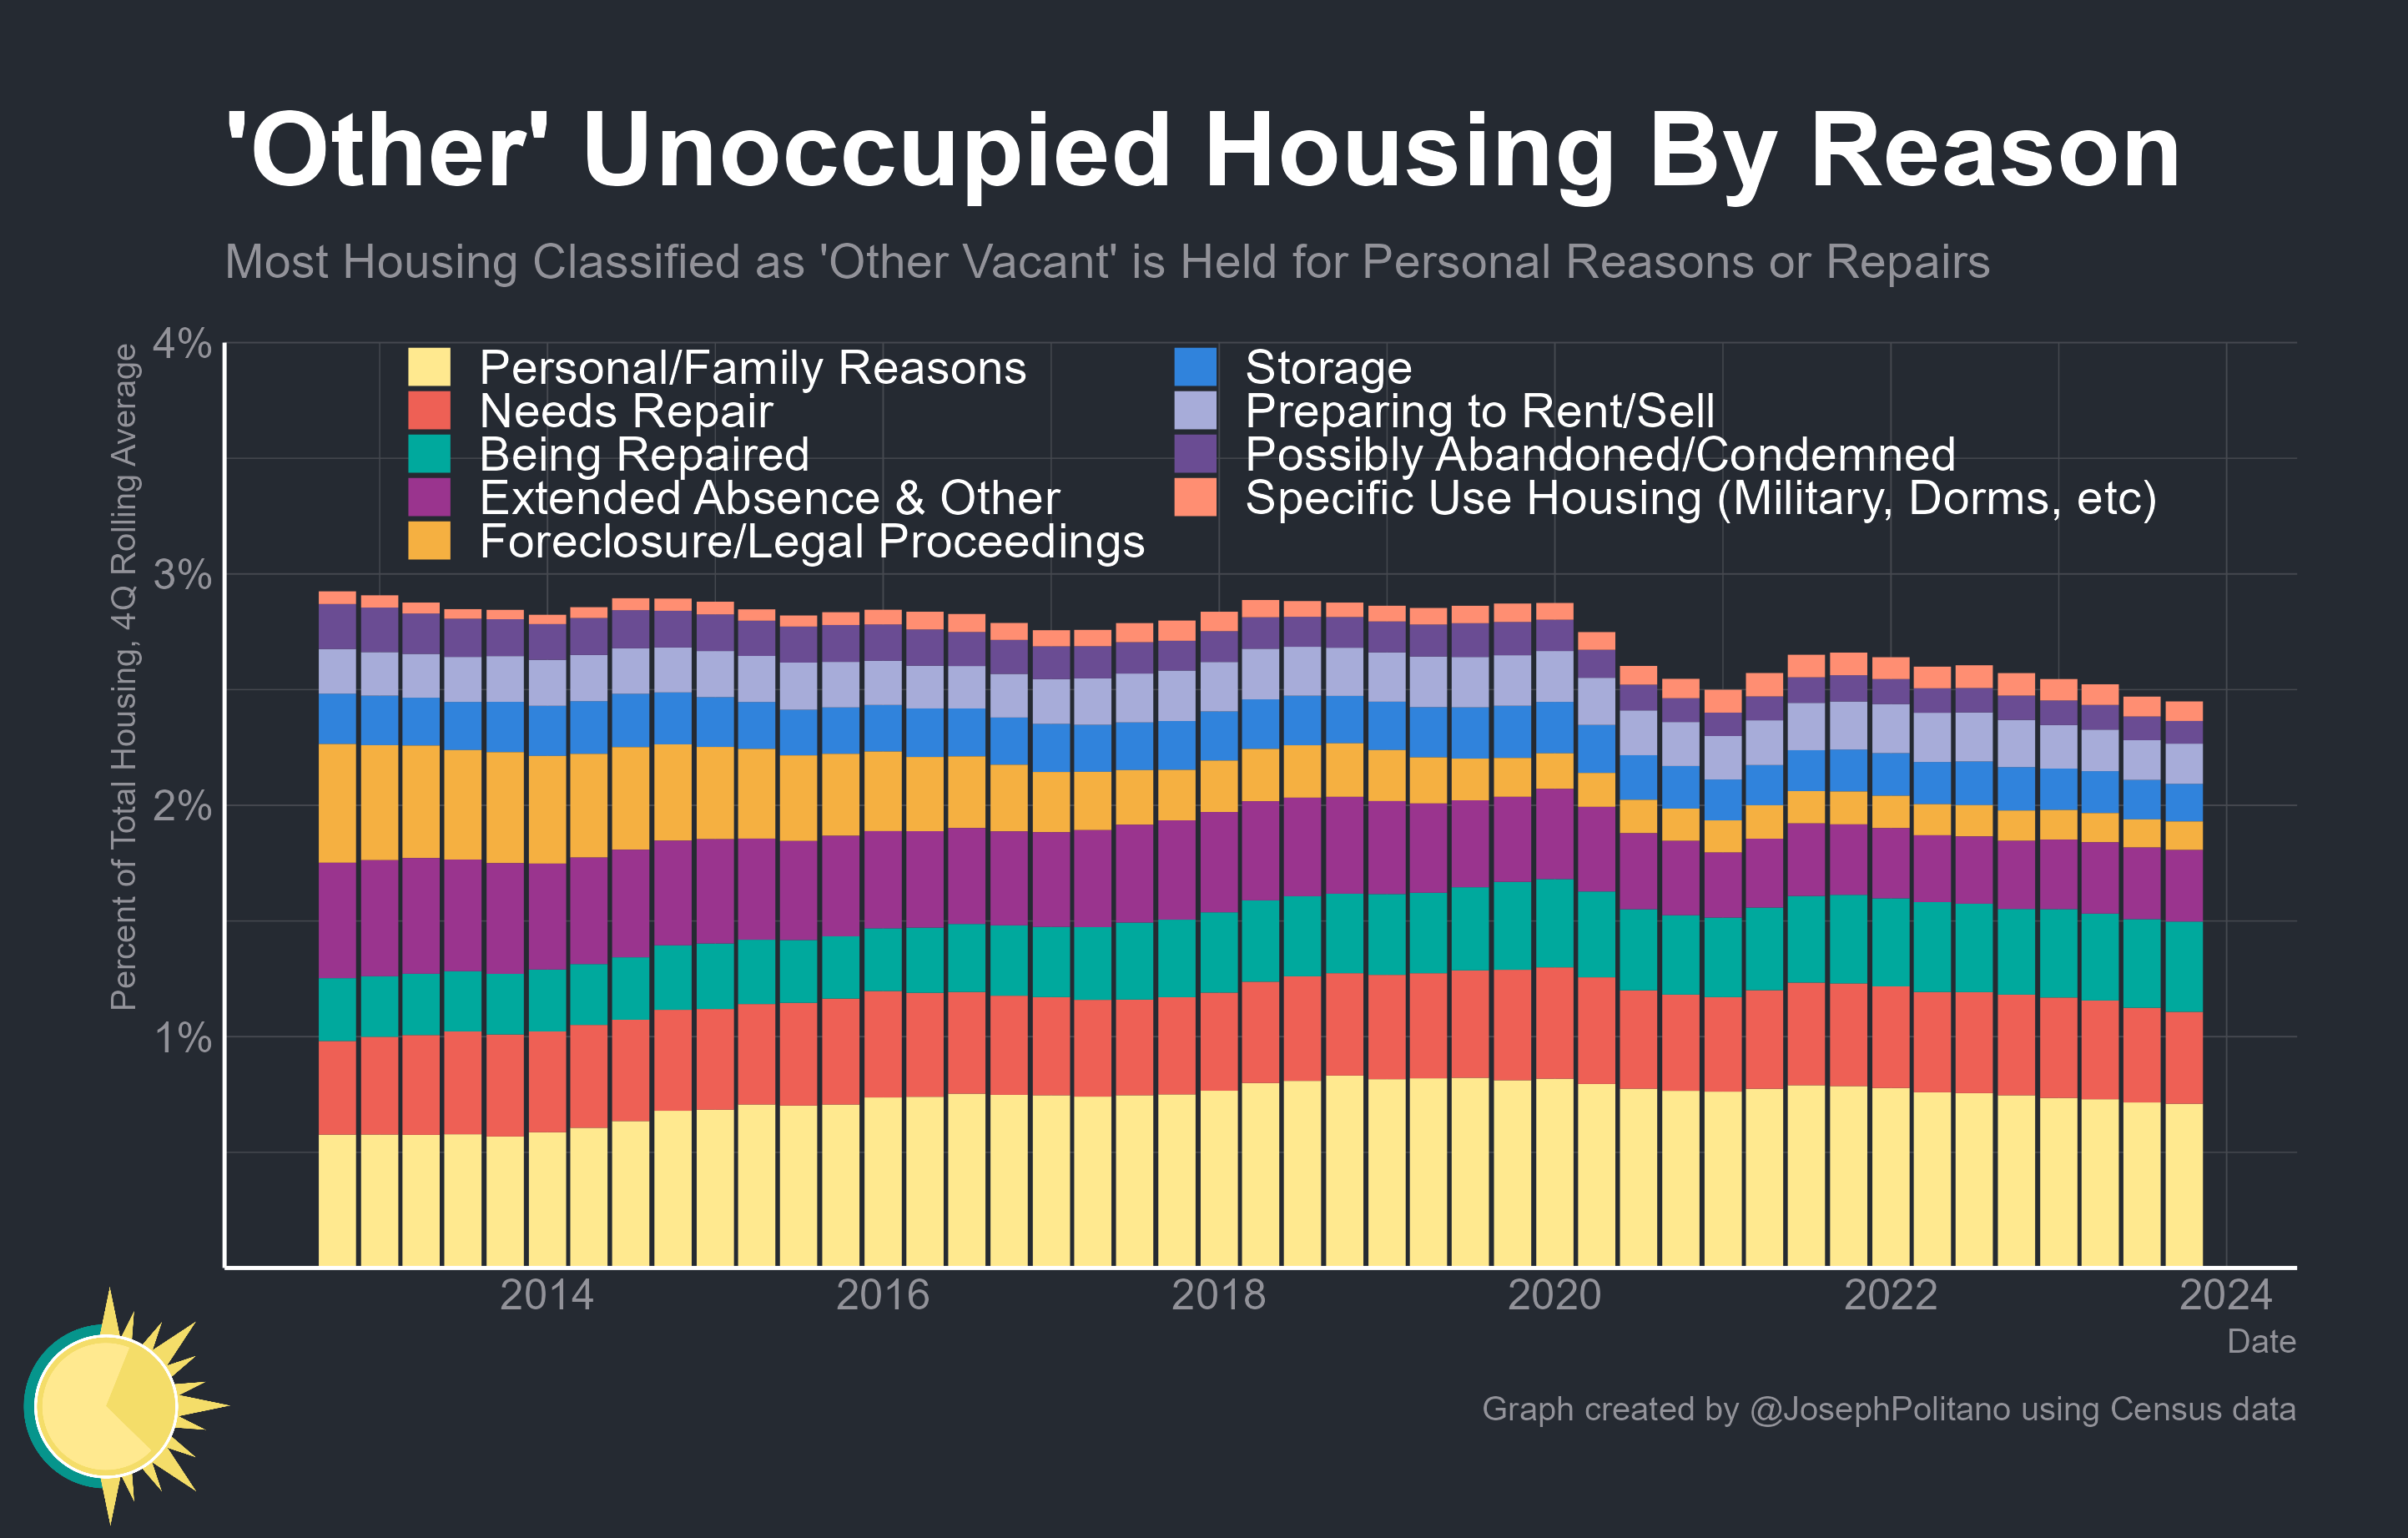 'Other' Unoccupied Housing By Reason
Most Housing Classified as 'Other Vacant' is Held for Personal Reasons or Repairs
Percent of Total Housing, 4Q Rolling Average
4%
3%
2%
1%
Personal/Family Reasons
Needs Repair
Being Repaired
Extended Absence & Other
Foreclosure/Legal Proceedings
Storage
Preparing to Rent/Sell
Possibly Abandoned/Condemned
Specific Use Housing (Military, Dorms, etc)
2014 2016 2018 2020 2022 2024
Date
Graph created by @JosephPolitano using Census data